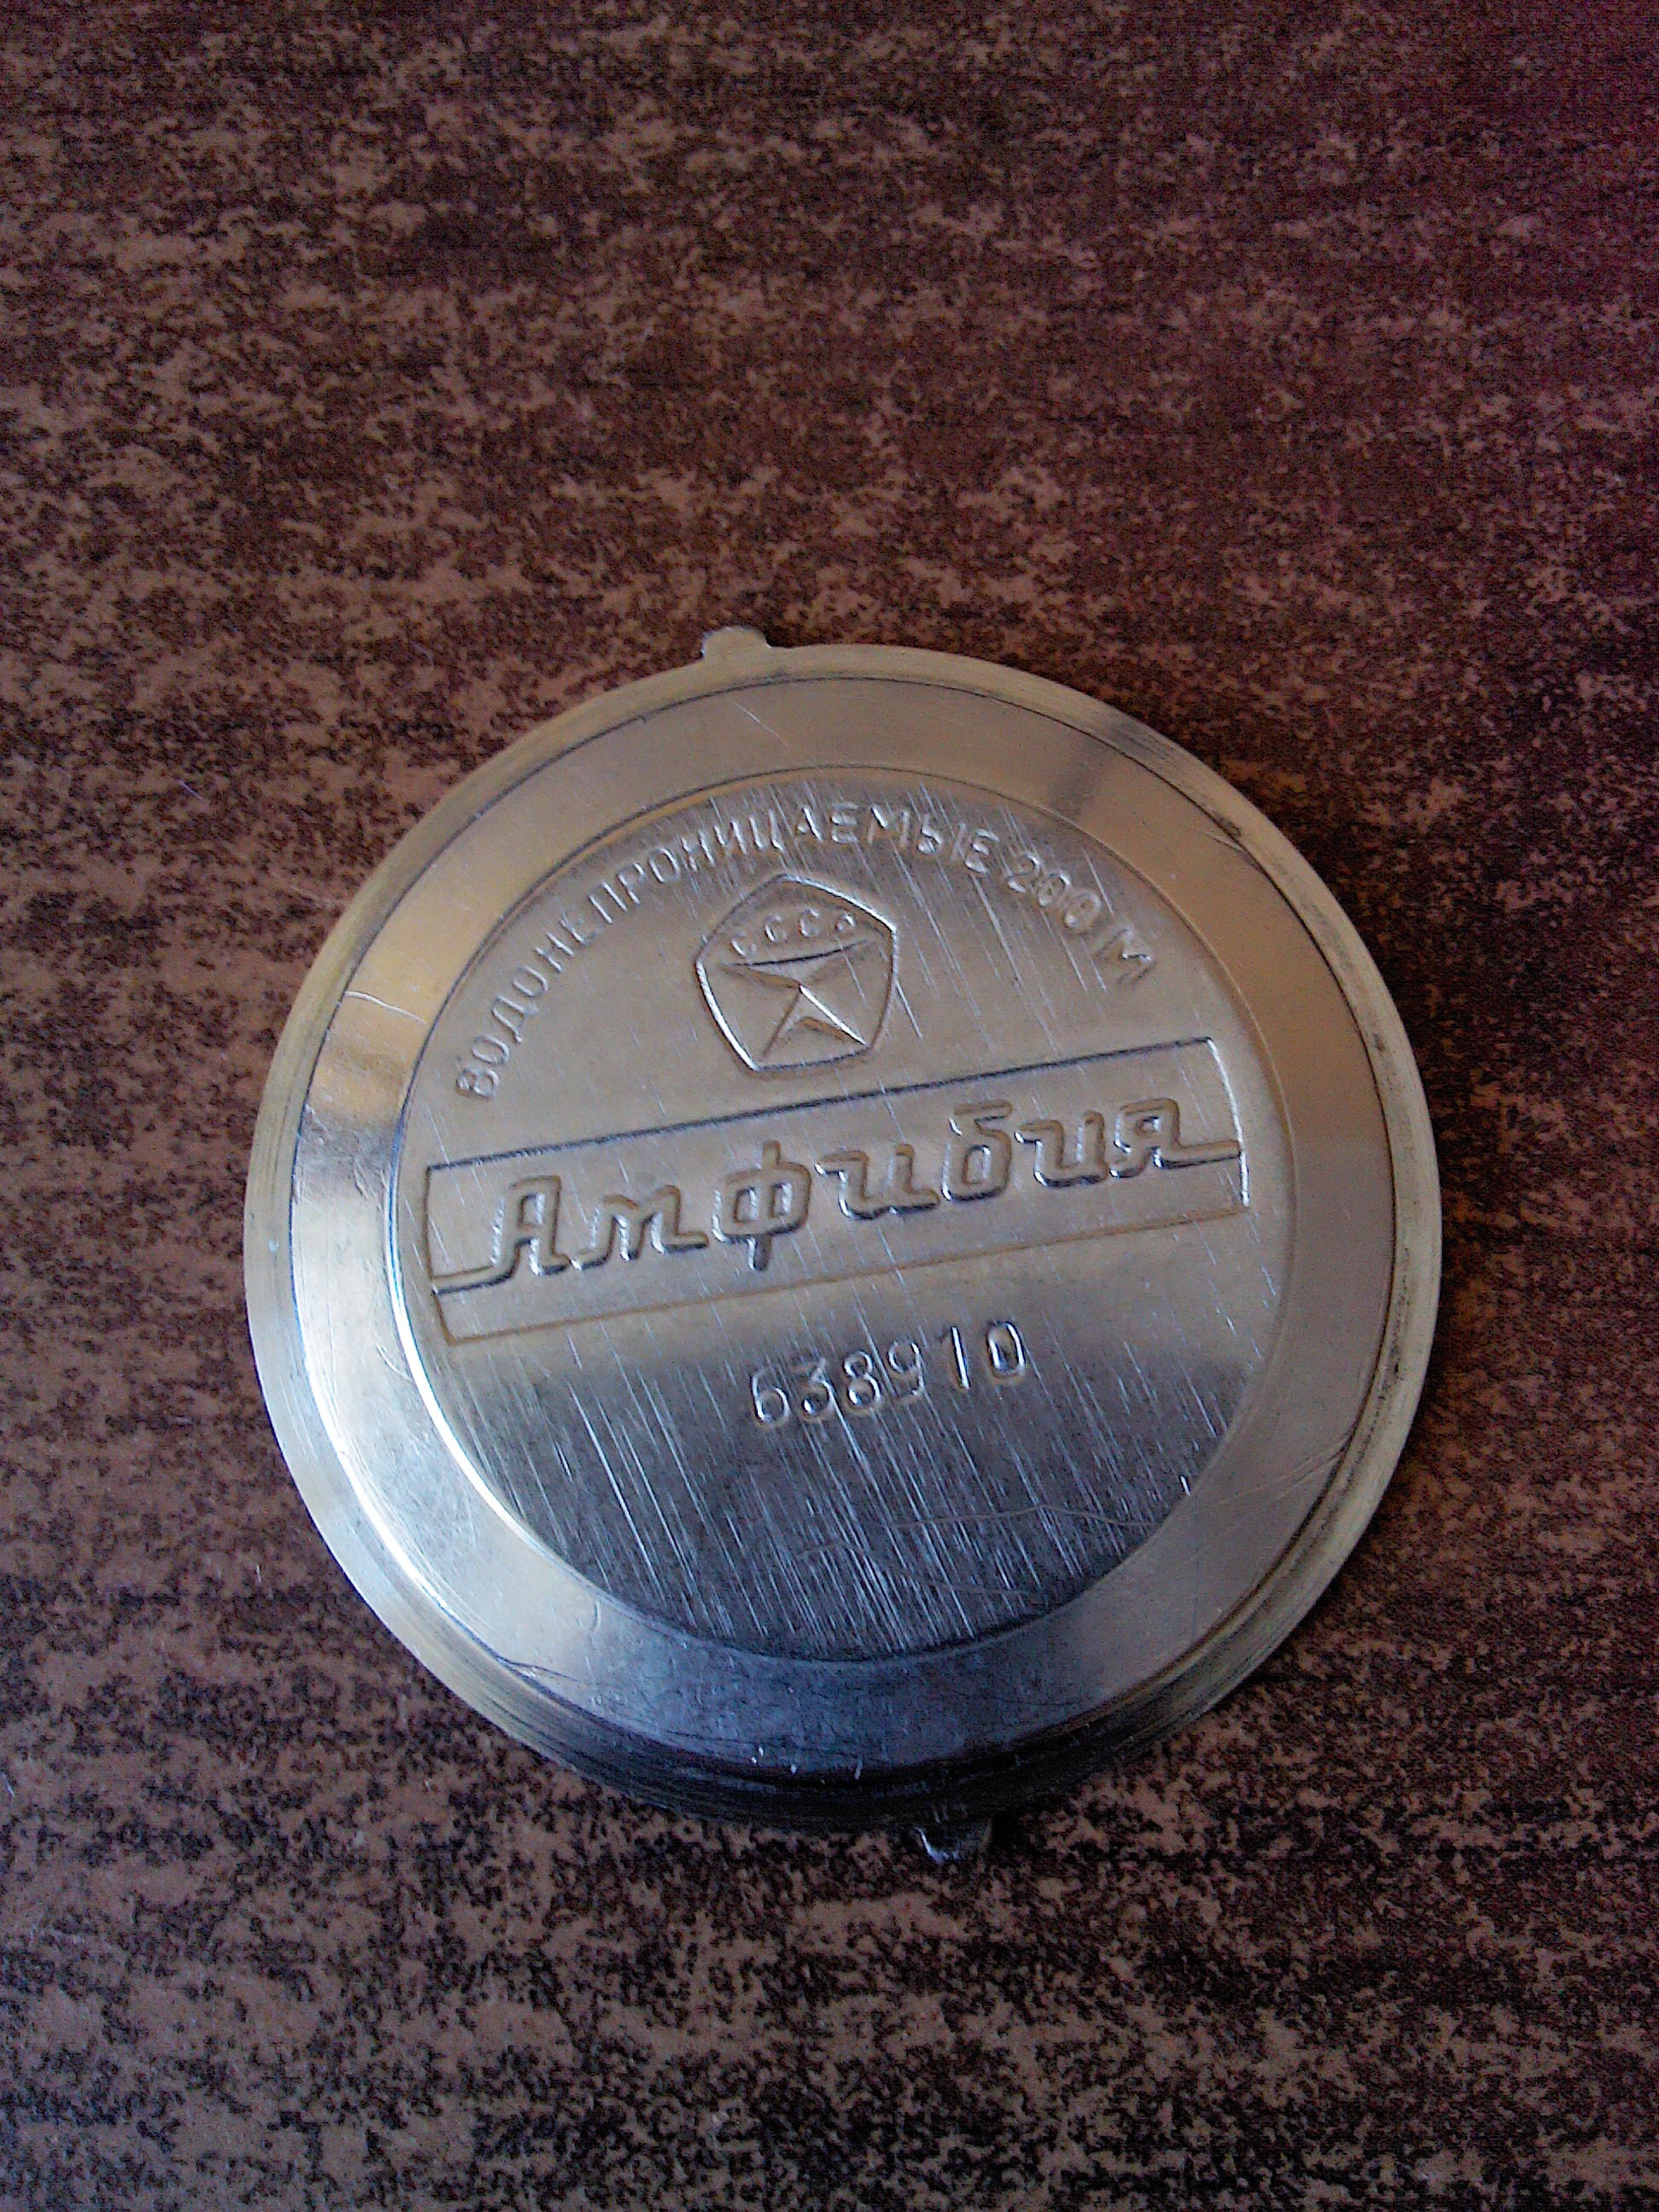 ВОДОНЕПРОНИЦАЕМЫЕ 200 М
СССР
Амфибия
638910